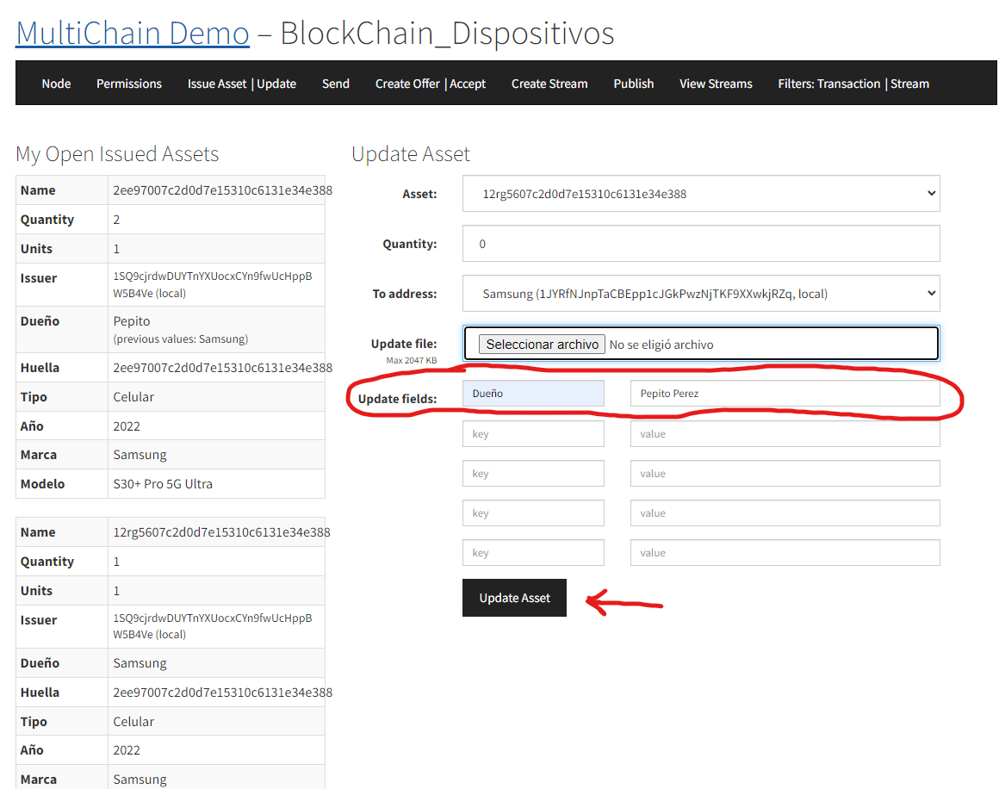 MultiChain Demo – BlockChain_Dispositivos
Node Permissions Issue Asset | Update Send Create Offer | Accept Create Stream Publish View Streams Filters: Transaction | Stream
My Open Issued Assets
Name 2ee97007c2d0d7e15310c6131e34e388
Quantity 2
Units 1
Issuer 1SQ9cjrdwDUYTnYXUocxCYn9fwUcHppB
W5B4Ve (local)
Dueño Pepito
(previous values: Samsung)
Huella 2ee97007c2d0d7e15310c6131e34e388
Tipo Celular
Año 2022
Marca Samsung
Modelo S30+ Pro 5G Ultra
Name 12rg5607c2d0d7e15310c6131e34e388
Quantity 1
Units 1
Issuer 1SQ9cjrdwDUYTnYXUocxCYn9fwUcHppB
W5B4Ve (local)
Dueño Samsung
Huella 2ee97007c2d0d7e15310c6131e34e388
Tipo Celular
Año 2022
Marca Samsung
Update Asset
Asset: 12rg5607c2d0d7e15310c6131e34e388
Quantity: 0
To address: Samsung (1JYRfNJnpTaCBEpp1cJGkPwzNjTKF9XXwkjRZq, local)
Update file: Seleccionar archivo No se eligió archivo
Max 2047 KB
Update fields: Dueño Pepito Perez
key value
key value
key value
key value
Update Asset